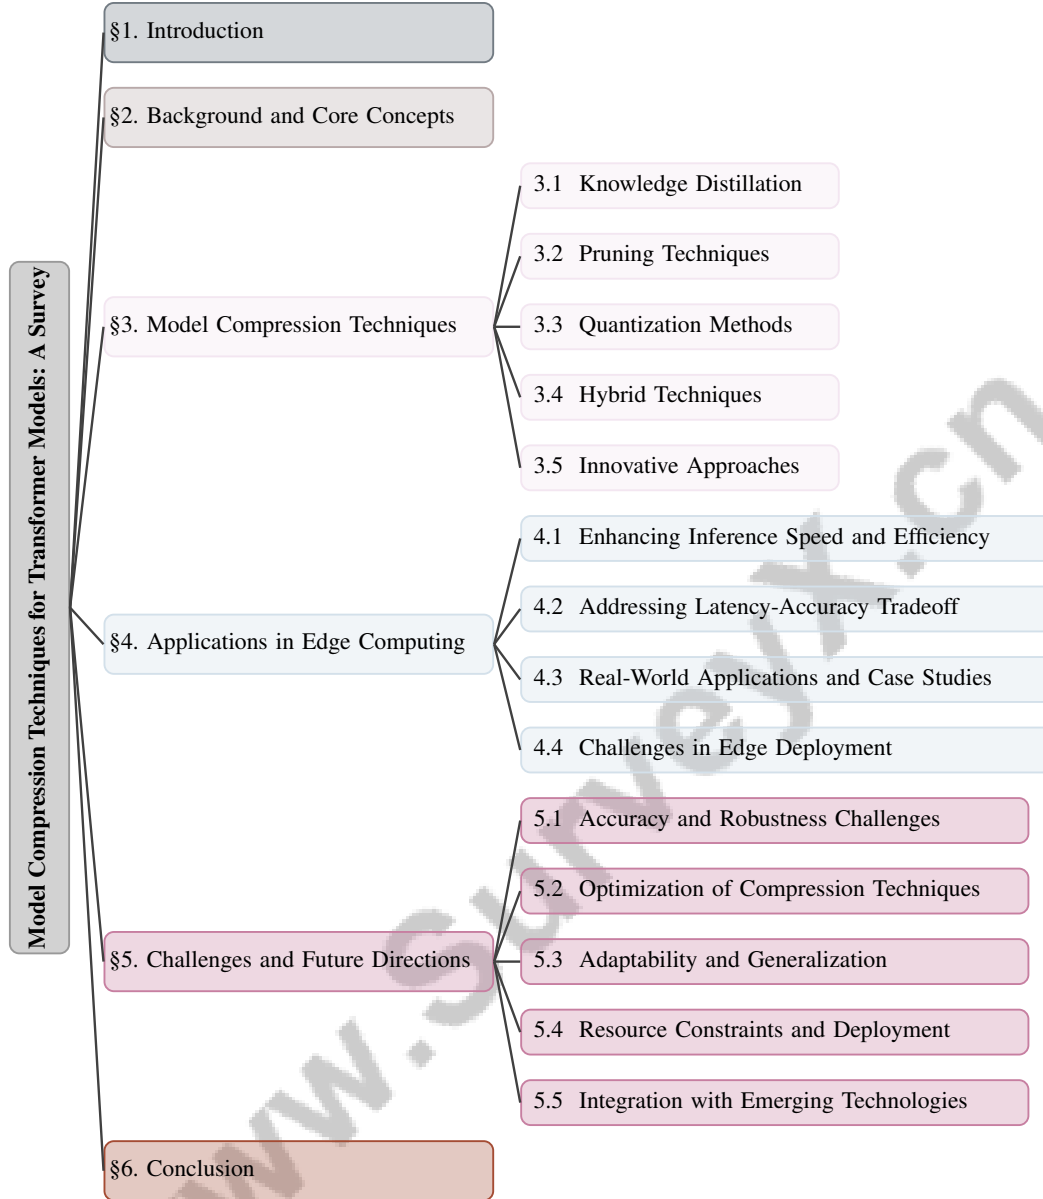 Model Compression Techniques for Transformer Models: A Survey
§1. Introduction
§2. Background and Core Concepts
§3. Model Compression Techniques
3.1 Knowledge Distillation
3.2 Pruning Techniques
3.3 Quantization Methods
3.4 Hybrid Techniques
3.5 Innovative Approaches
§4. Applications in Edge Computing
4.1 Enhancing Inference Speed and Efficiency
4.2 Addressing Latency-Accuracy Tradeoff
4.3 Real-World Applications and Case Studies
4.4 Challenges in Edge Deployment
§5. Challenges and Future Directions
5.1 Accuracy and Robustness Challenges
5.2 Optimization of Compression Techniques
5.3 Adaptability and Generalization
5.4 Resource Constraints and Deployment
5.5 Integration with Emerging Technologies
§6. Conclusion
ww.Surveyx.cn